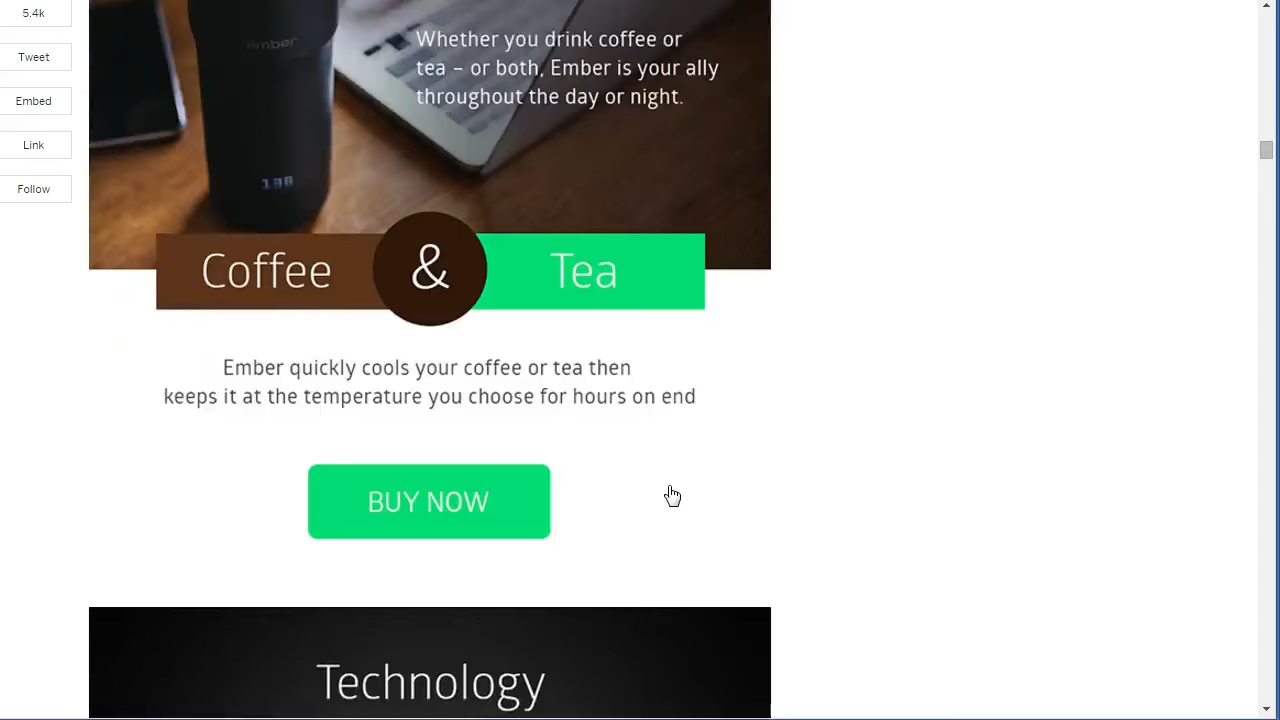 5.4k
Tweet
Embed
Link
Follow
ember
Whether you drink coffee or
tea – or both, Ember is your ally
throughout the day or night.
138
Coffee & Tea
Ember quickly cools your coffee or tea then
keeps it at the temperature you choose for hours on end
BUY NOW
Technology